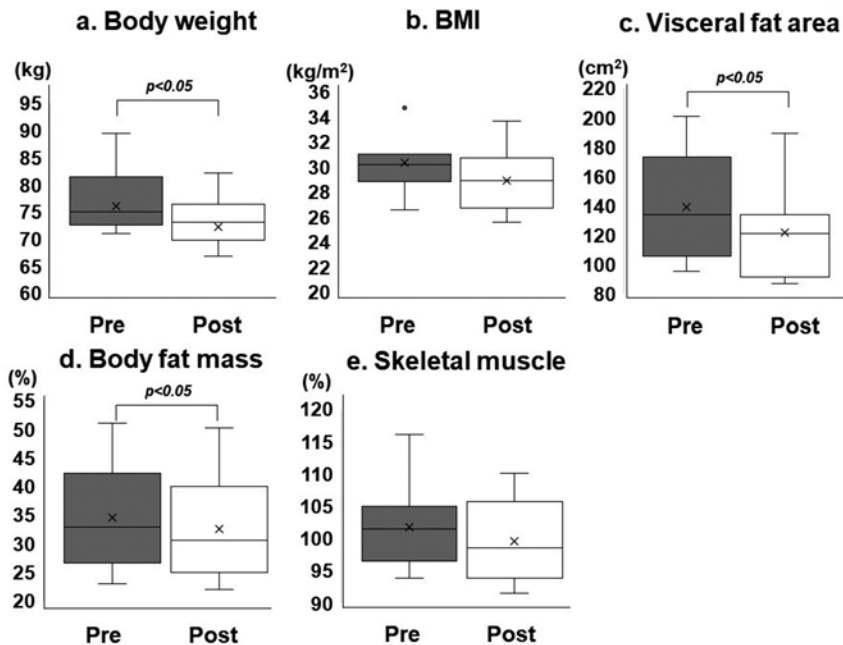 a. Body weight
(kg)
p<0.05
95
90
85
80
75
70
65
60
Pre Post
b. BMI
(kg/m²)
36
34
32
30
28
26
24
22
20
Pre Post
c. Visceral fat area
(cm²)
p<0.05
220
200
180
160
140
120
100
80
Pre Post
d. Body fat mass
(%)
p<0.05
55
50
45
40
35
30
25
20
Pre Post
e. Skeletal muscle
(%)
120
115
110
105
100
95
90
Pre Post